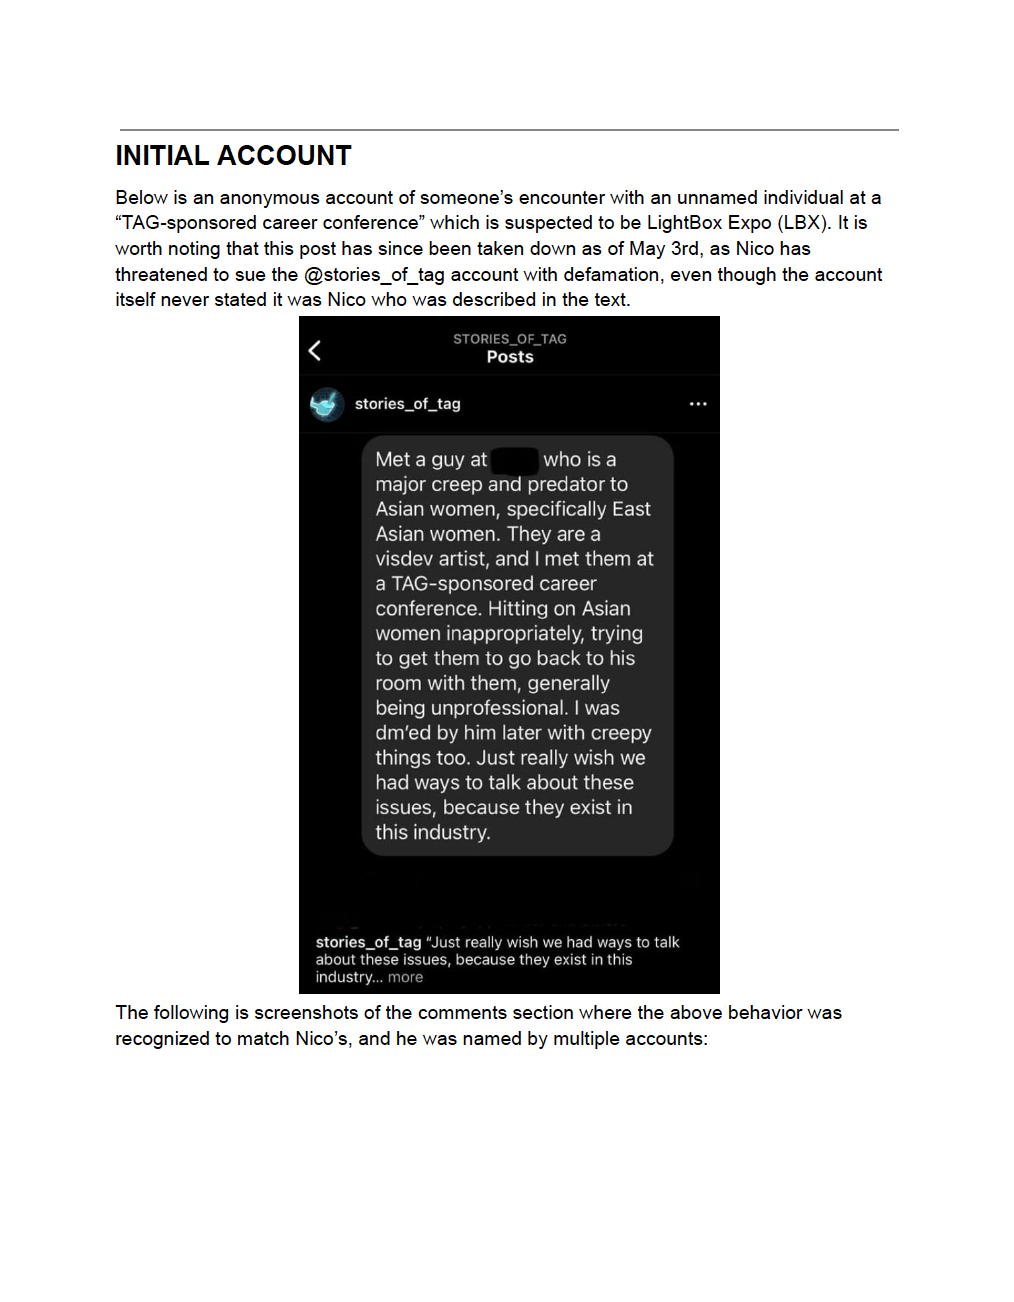 INITIAL ACCOUNT
Below is an anonymous account of someone’s encounter with an unnamed individual at a
“TAG-sponsored career conference” which is suspected to be LightBox Expo (LBX). It is
worth noting that this post has since been taken down as of May 3rd, as Nico has
threatened to sue the @stories_of_tag account with defamation, even though the account
itself never stated it was Nico who was described in the text.
STORIES_OF_TAG
Posts
stories_of_tag
Met a guy at who is a
major creep and predator to
Asian women, specifically East
Asian women. They are a
visdev artist, and I met them at
a TAG-sponsored career
conference. Hitting on Asian
women inappropriately, trying
to get them to go back to his
room with them, generally
being unprofessional. I was
dm’ed by him later with creepy
things too. Just really wish we
had ways to talk about these
issues, because they exist in
this industry.
stories_of_tag “Just really wish we had ways to talk
about these issues, because they exist in this
industry... more
The following is screenshots of the comments section where the above behavior was
recognized to match Nico’s, and he was named by multiple accounts: